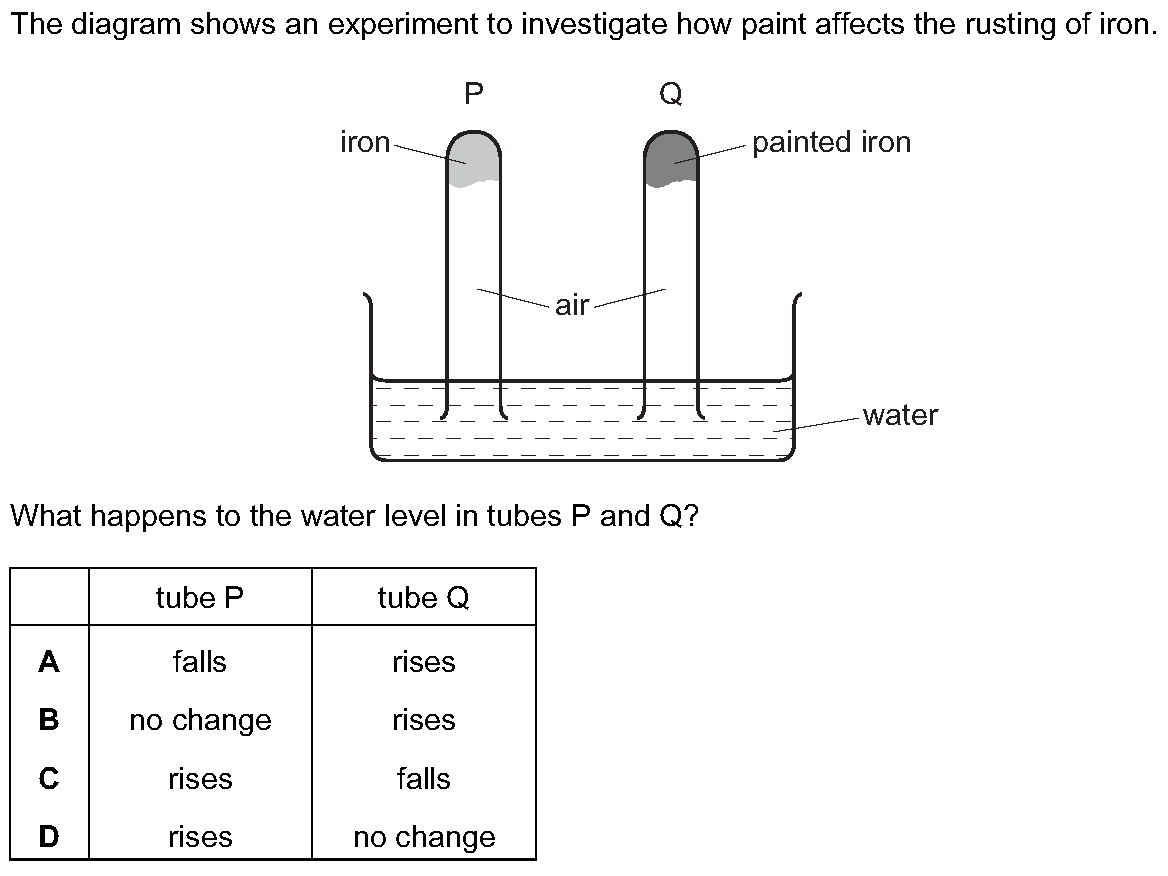 The diagram shows an experiment to investigate how paint affects the rusting of iron.
P Q
iron painted iron
air
water
What happens to the water level in tubes P and Q?
tube P tube Q
A falls rises
B no change rises
C rises falls
D rises no change